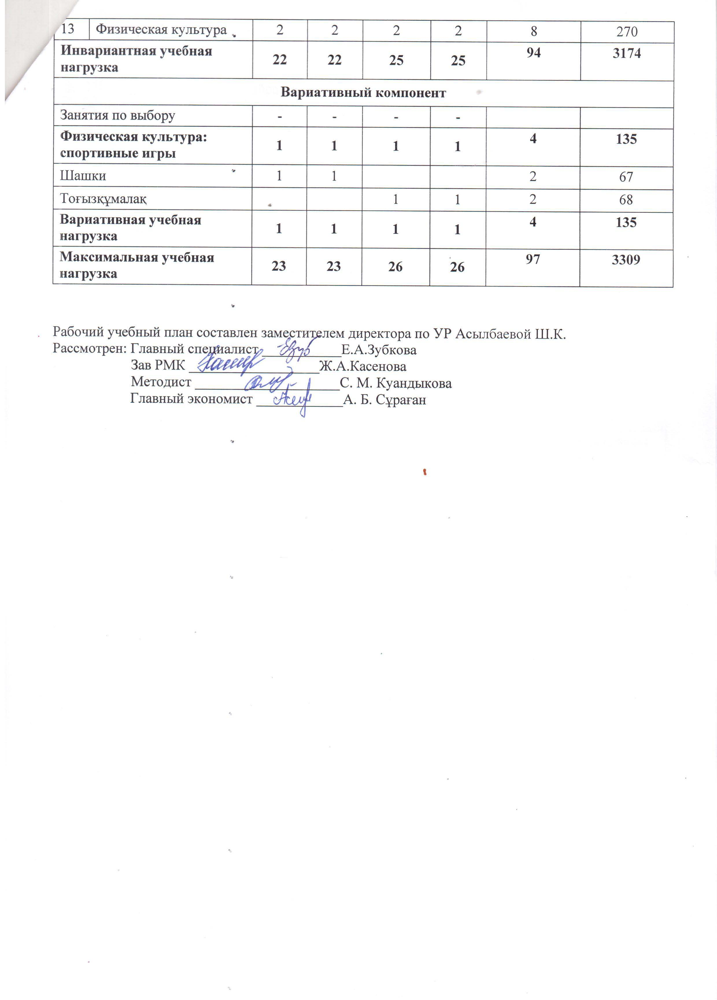 13 Физическая культура 2 2 2 2 8 270
Инвариантная учебная
нагрузка 22 22 25 25 94 3174
Вариативный компонент
Занятия по выбору - - - -
Физическая культура:
спортивные игры 1 1 1 1 4 135
Шашки 1 1 2 67
Тоғызқұмалақ 1 1 2 68
Вариативная учебная
нагрузка 1 1 1 1 4 135
Максимальная учебная
нагрузка 23 23 26 26 97 3309
Рабочий учебный план составлен заместителем директора по УР Асылбаевой Ш.К.
Рассмотрен: Главный специалист ___________Е.А.Зубкова
Зав РМК __________________Ж.А.Касенова
Методист ____________________С. М. Куандыкова
Главный экономист ____________А. Б. Сұраған